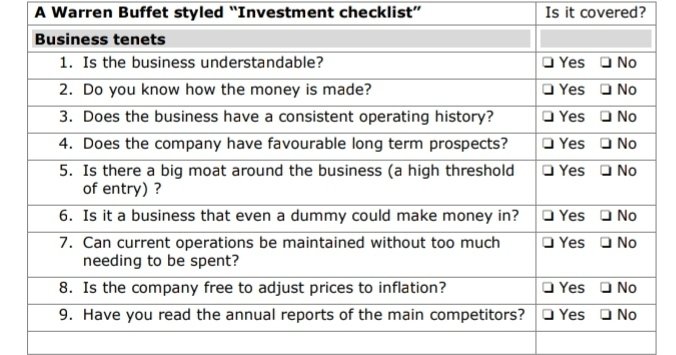 A Warren Buffet styled “Investment checklist” Is it covered?
Business tenets
1. Is the business understandable? ❏ Yes ❏ No
2. Do you know how the money is made? ❏ Yes ❏ No
3. Does the business have a consistent operating history? ❏ Yes ❏ No
4. Does the company have favourable long term prospects? ❏ Yes ❏ No
5. Is there a big moat around the business (a high threshold ❏ Yes ❏ No
of entry) ?
6. Is it a business that even a dummy could make money in? ❏ Yes ❏ No
7. Can current operations be maintained without too much ❏ Yes ❏ No
needing to be spent?
8. Is the company free to adjust prices to inflation? ❏ Yes ❏ No
9. Have you read the annual reports of the main competitors? ❏ Yes ❏ No